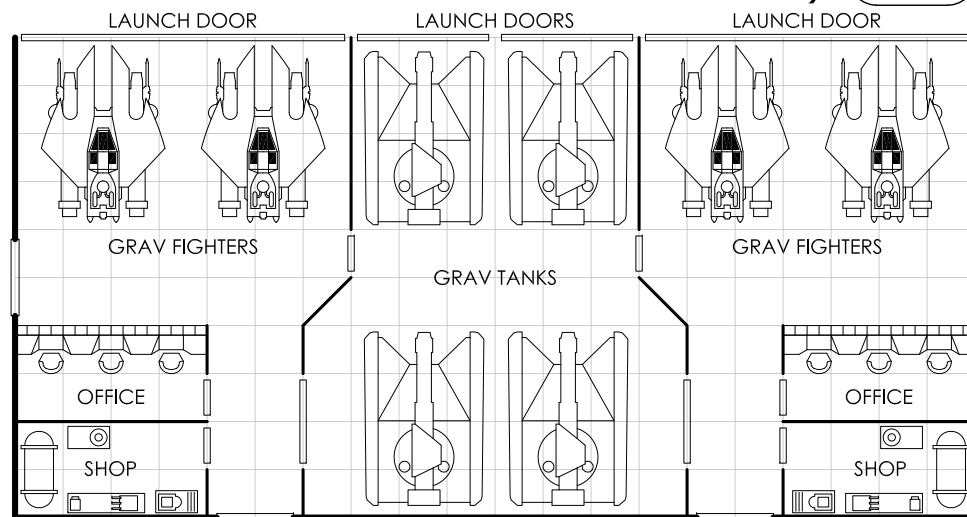 LAUNCH DOOR
LAUNCH DOORS
LAUNCH DOOR
GRAV FIGHTERS
GRAV TANKS
GRAV FIGHTERS
OFFICE
OFFICE
SHOP
SHOP